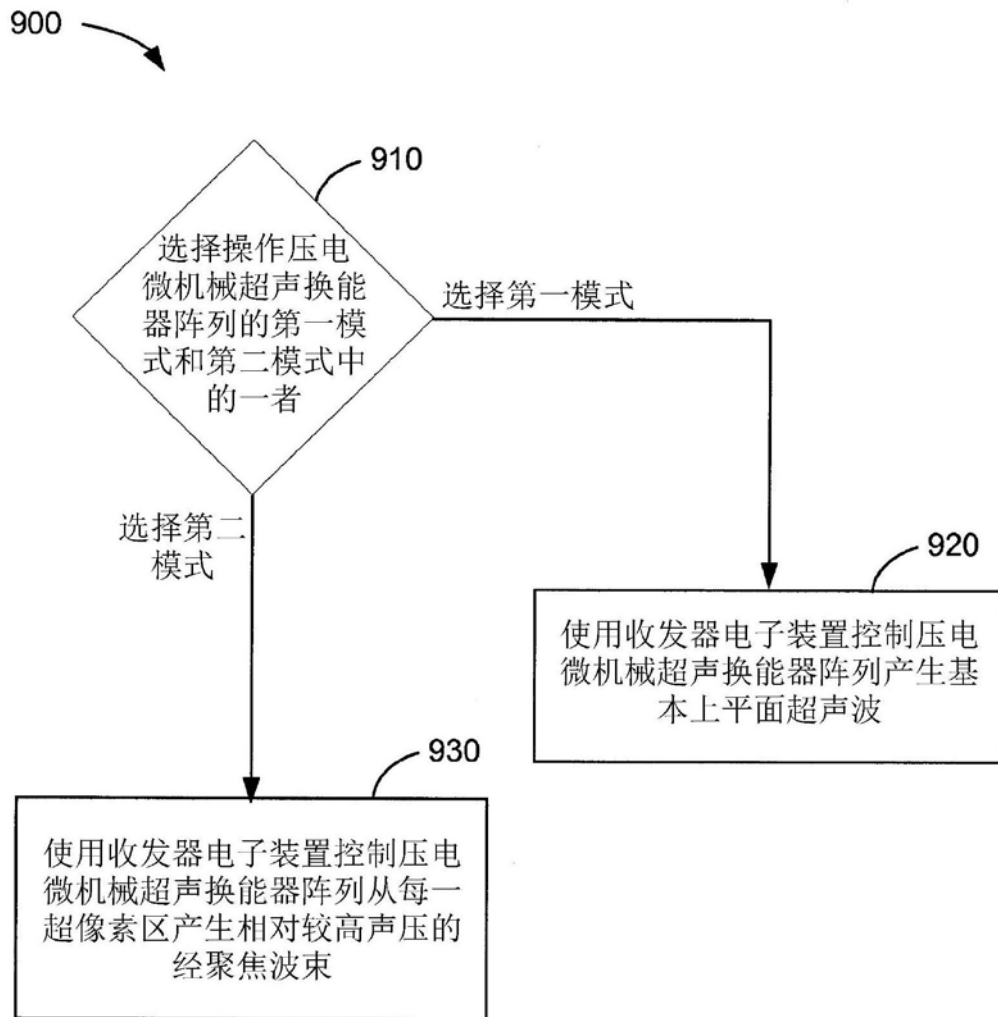 900
910
选择操作压电
微机械超声换能
器阵列的第一模
式和第二模式中
的一者
选择第一模式
选择第二
模式
920
使用收发器电子装置控制压电
微机械超声换能器阵列产生基
本上平面超声波
930
使用收发器电子装置控制压电
微机械超声换能器阵列从每一
超像素区产生相对较高声压的
经聚焦波束